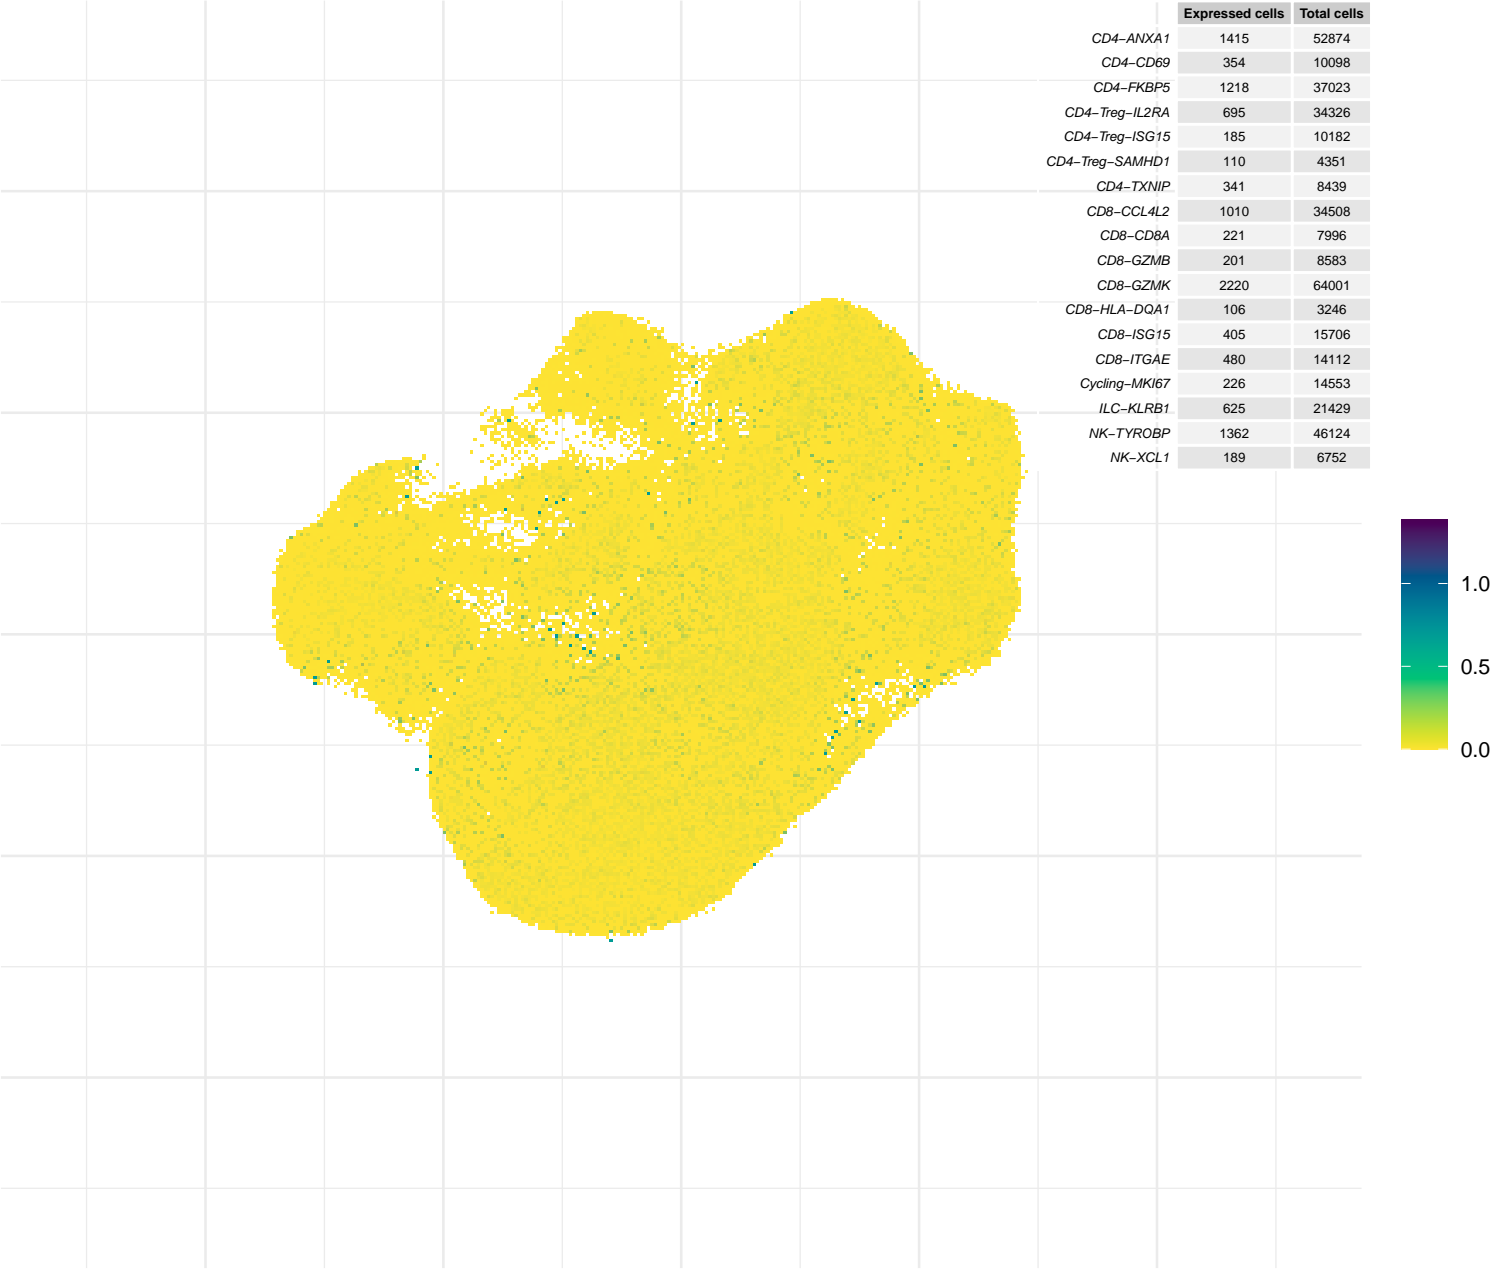 Expressed cells Total cells
CD4−ANXA1 1415 52874
CD4−CD69 354 10098
CD4−FKBP5 1218 37023
CD4−Treg−IL2RA 695 34326
CD4−Treg−ISG15 185 10182
CD4−Treg−SAMHD1 110 4351
CD4−TXNIP 341 8439
CD8−CCL4L2 1010 34508
CD8−CD8A 221 7996
CD8−GZMB 201 8583
CD8−GZMK 2220 64001
CD8−HLA−DQA1 106 3246
CD8−ISG15 405 15706
CD8−ITGAE 480 14112
Cycling−MKI67 226 14553
ILC−KLRB1 625 21429
NK−TYROBP 1362 46124
NK−XCL1 189 6752
1.0
0.5
0.0